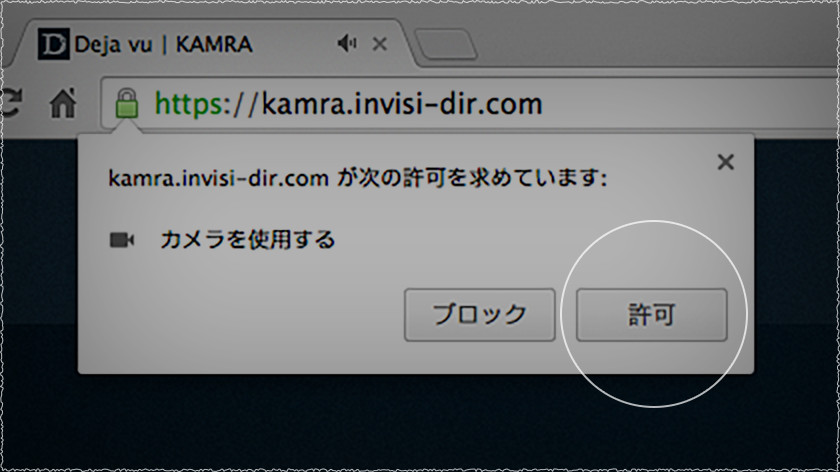 D Deja vu | KAMRA
https://kamra.invisi-dir.com
kamra.invisi-dir.com が次の許可を求めています:
カメラを使用する
ブロック 許可